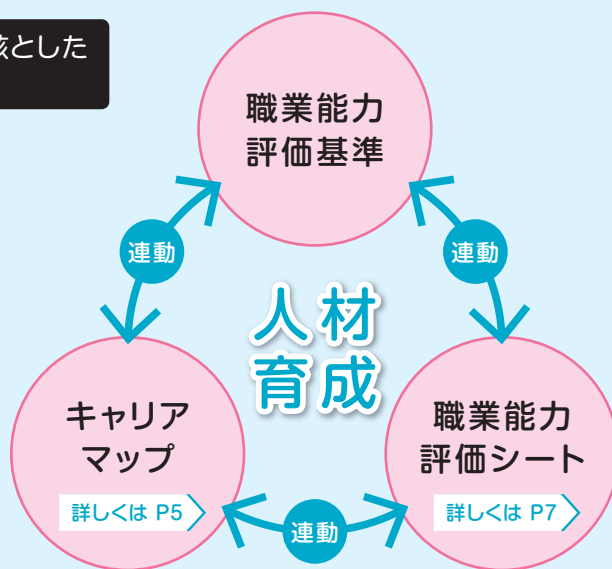 核とした
職業能力
評価基準
連動
連動
人材
育成
キャリア
マップ
詳しくは P5
職業能力
評価シート
詳しくは P7
連動